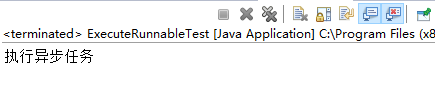 <terminated> ExecuteRunnableTest [Java Application] C:\Program Files (x8
执行异步任务